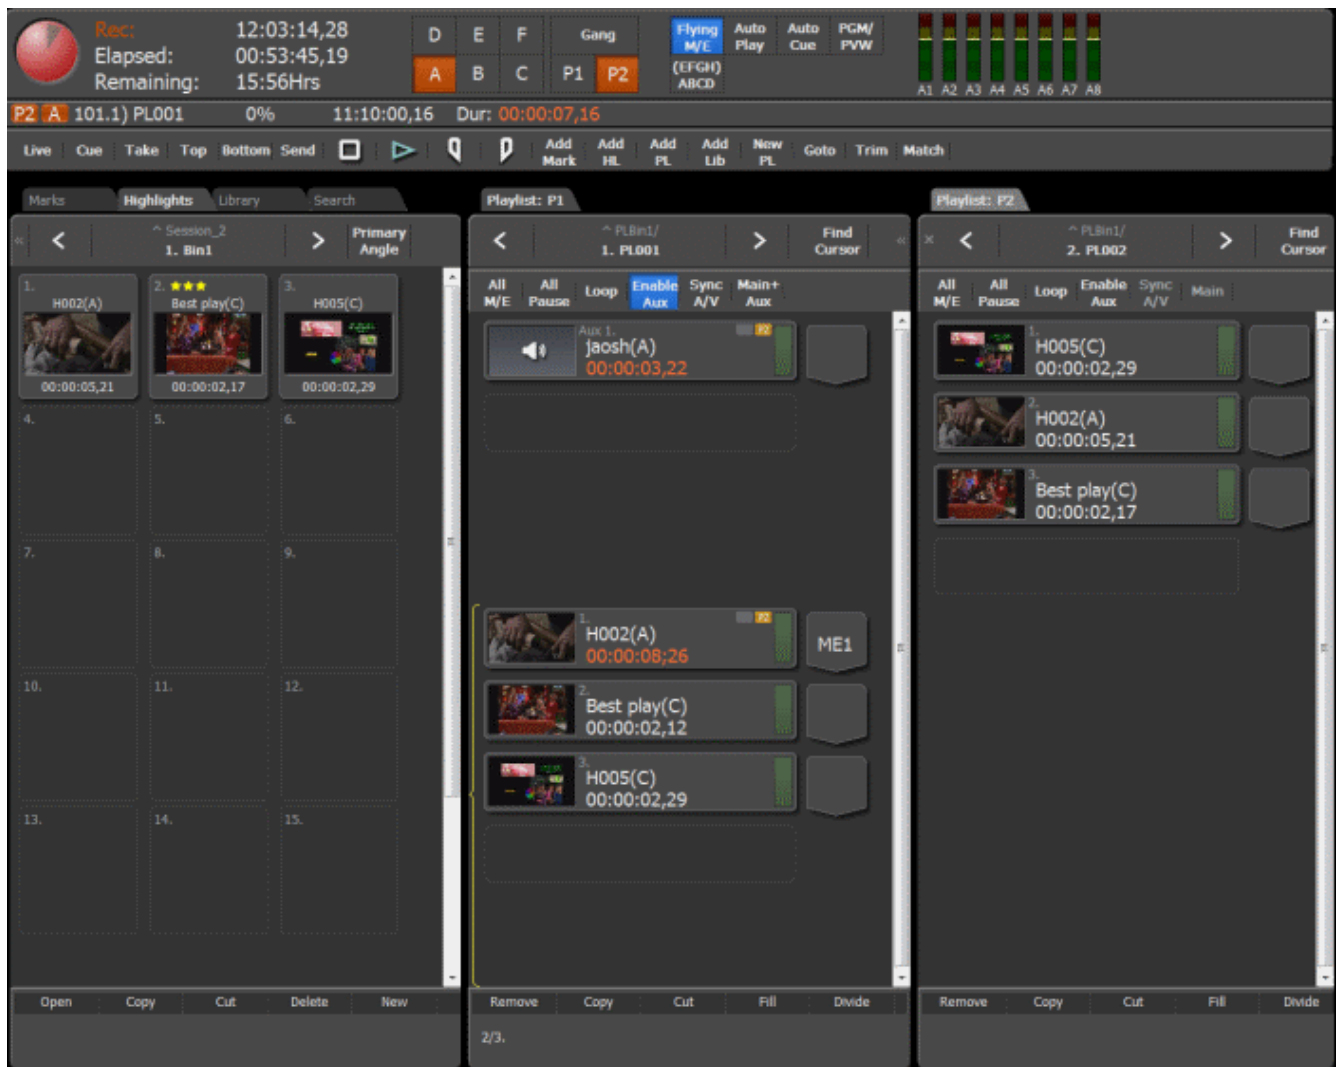 Rec: 12:03:14,28
Elapsed: 00:53:45,19
Remaining: 15:56Hrs
D E F Gang
A B C P1 P2
Flying M/E
Auto Play
Auto Cue
PGM/ PVW
(EFGH) ABCD
A1 A2 A3 A4 A5 A6 A7 A8
P2 A 101.1) PL001 0% 11:10:00,16 Dur: 00:00:07,16
Live Cue Take Top Bottom Send Add Mark Add HL Add PL Add Lib New PL Goto Trim Match
Marks Highlights Library Search
« < ^ Session_2
1. Bin1 > Primary Angle
1.
H002(A)
00:00:05,21
2. ★★★
Best play(C)
00:00:02,17
3.
H005(C)
00:00:02,29
4. 5. 6.
7. 8. 9.
10. 11. 12.
13. 14. 15.
Open Copy Cut Delete New
Playlist: P1
< ^ PLBin1/
1. PL001 > Find Cursor «
All M/E All Pause Loop Enable Aux Sync A/V Main+ Aux
Aux 1. P2
jaosh(A)
00:00:03,22
1. P2
H002(A)
00:00:08;26
ME1
2.
Best play(C)
00:00:02,12
3.
H005(C)
00:00:02,29
Remove Copy Cut Fill Divide
2/3.
Playlist: P2
× < ^ PLBin1/
2. PL002 > Find Cursor
All M/E All Pause Loop Enable Aux Sync A/V Main
1.
H005(C)
00:00:02,29
2.
H002(A)
00:00:05,21
3.
Best play(C)
00:00:02,17
Remove Copy Cut Fill Divide